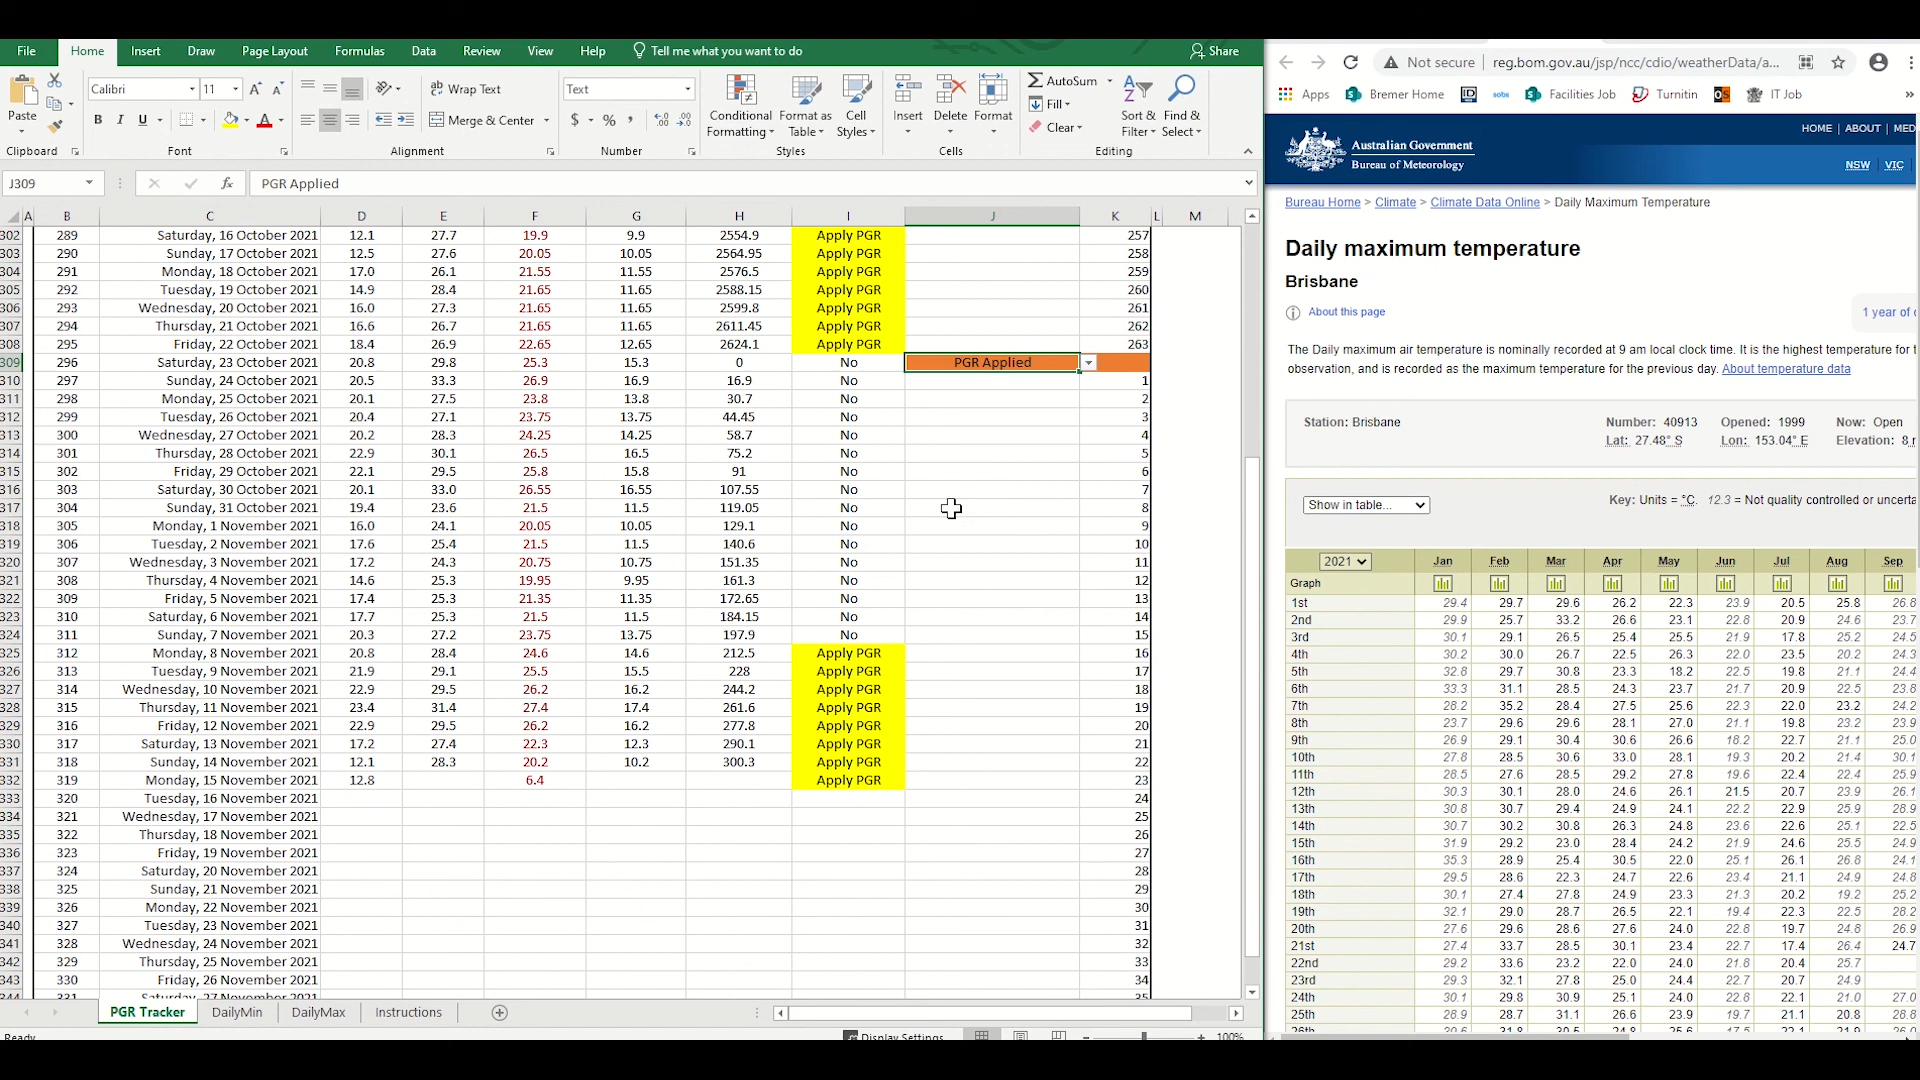 File Home Insert Draw Page Layout Formulas Data Review View Help Tell me what you want to do Share
Paste
Calibri 11
B I U
Wrap Text
Merge & Center
Text
$ % ,
Conditional Formatting
Format as Table
Cell Styles
Insert Delete Format
AutoSum
Fill
Clear
Sort & Filter
Find & Select
Clipboard Font Alignment Number Styles Cells Editing
J309 fx PGR Applied
A B C D E F G H I J K L M
302 289 Saturday, 16 October 2021 12.1 27.7 19.9 9.9 2554.9 Apply PGR 257
303 290 Sunday, 17 October 2021 12.5 27.6 20.05 10.05 2564.95 Apply PGR 258
304 291 Monday, 18 October 2021 17.0 26.1 21.55 11.55 2576.5 Apply PGR 259
305 292 Tuesday, 19 October 2021 14.9 28.4 21.65 11.65 2588.15 Apply PGR 260
306 293 Wednesday, 20 October 2021 16.0 27.3 21.65 11.65 2599.8 Apply PGR 261
307 294 Thursday, 21 October 2021 16.6 26.7 21.65 11.65 2611.45 Apply PGR 262
308 295 Friday, 22 October 2021 18.4 26.9 22.65 12.65 2624.1 Apply PGR 263
309 296 Saturday, 23 October 2021 20.8 29.8 25.3 15.3 0 No PGR Applied
310 297 Sunday, 24 October 2021 20.5 33.3 26.9 16.9 16.9 No 1
311 298 Monday, 25 October 2021 20.1 27.5 23.8 13.8 30.7 No 2
312 299 Tuesday, 26 October 2021 20.4 27.1 23.75 13.75 44.45 No 3
313 300 Wednesday, 27 October 2021 20.2 28.3 24.25 14.25 58.7 No 4
314 301 Thursday, 28 October 2021 22.9 30.1 26.5 16.5 75.2 No 5
315 302 Friday, 29 October 2021 22.1 29.5 25.8 15.8 91 No 6
316 303 Saturday, 30 October 2021 20.1 33.0 26.55 16.55 107.55 No 7
317 304 Sunday, 31 October 2021 19.4 23.6 21.5 11.5 119.05 No 8
318 305 Monday, 1 November 2021 16.0 24.1 20.05 10.05 129.1 No 9
319 306 Tuesday, 2 November 2021 17.6 25.4 21.5 11.5 140.6 No 10
320 307 Wednesday, 3 November 2021 17.2 24.3 20.75 10.75 151.35 No 11
321 308 Thursday, 4 November 2021 14.6 25.3 19.95 9.95 161.3 No 12
322 309 Friday, 5 November 2021 17.4 25.3 21.35 11.35 172.65 No 13
323 310 Saturday, 6 November 2021 17.7 25.3 21.5 11.5 184.15 No 14
324 311 Sunday, 7 November 2021 20.3 27.2 23.75 13.75 197.9 No 15
325 312 Monday, 8 November 2021 20.8 28.4 24.6 14.6 212.5 Apply PGR 16
326 313 Tuesday, 9 November 2021 21.9 29.1 25.5 15.5 228 Apply PGR 17
327 314 Wednesday, 10 November 2021 22.9 29.5 26.2 16.2 244.2 Apply PGR 18
328 315 Thursday, 11 November 2021 23.4 31.4 27.4 17.4 261.6 Apply PGR 19
329 316 Friday, 12 November 2021 22.9 29.5 26.2 16.2 277.8 Apply PGR 20
330 317 Saturday, 13 November 2021 17.2 27.4 22.3 12.3 290.1 Apply PGR 21
331 318 Sunday, 14 November 2021 12.1 28.3 20.2 10.2 300.3 Apply PGR 22
332 319 Monday, 15 November 2021 12.8 6.4 Apply PGR 23
333 320 Tuesday, 16 November 2021 24
334 321 Wednesday, 17 November 2021 25
335 322 Thursday, 18 November 2021 26
336 323 Friday, 19 November 2021 27
337 324 Saturday, 20 November 2021 28
338 325 Sunday, 21 November 2021 29
339 326 Monday, 22 November 2021 30
340 327 Tuesday, 23 November 2021 31
341 328 Wednesday, 24 November 2021 32
342 329 Thursday, 25 November 2021 33
343 330 Friday, 26 November 2021 34
344 331 Saturday, 27 November 2021 35
PGR Tracker DailyMin DailyMax Instructions
Ready Display Settings 100%
Not secure reg.bom.gov.au/jsp/ncc/cdio/weatherData/a...
Apps Bremer Home Facilities Job Turnitin IT Job »
HOME | ABOUT | MED
Australian Government
Bureau of Meteorology
NSW VIC
Bureau Home > Climate > Climate Data Online > Daily Maximum Temperature
Daily maximum temperature
Brisbane
About this page
1 year of
The Daily maximum air temperature is nominally recorded at 9 am local clock time. It is the highest temperature for
observation, and is recorded as the maximum temperature for the previous day. About temperature data
Station: Brisbane Number: 40913 Opened: 1999 Now: Open
Lat: 27.48° S Lon: 153.04° E Elevation: 8
Show in table... Key: Units = °C. 12.3 = Not quality controlled or uncerta
2021 Jan Feb Mar Apr May Jun Jul Aug Sep
Graph
1st 29.4 29.7 29.6 26.2 22.3 23.9 20.5 25.8 26.8
2nd 29.9 25.7 33.2 26.6 23.1 22.8 20.9 24.6 23.7
3rd 30.1 29.1 26.5 25.4 25.5 21.9 17.8 25.2 24.5
4th 30.2 30.0 26.7 22.5 26.3 22.0 23.5 20.2 24.3
5th 32.8 29.7 30.8 23.3 18.2 22.5 19.8 21.1 24.4
6th 33.3 31.1 28.5 24.3 23.7 21.7 20.9 22.5 23.8
7th 28.2 35.2 28.4 27.5 25.6 22.3 22.0 23.2 24.2
8th 23.7 29.6 29.6 28.1 27.0 21.1 19.8 23.2 23.9
9th 26.9 29.1 30.4 30.6 26.6 18.2 22.7 21.1 25.0
10th 27.8 28.5 30.6 33.0 28.1 19.3 20.2 21.4 30.1
11th 28.5 27.6 28.5 29.2 27.8 19.6 22.4 22.4 25.9
12th 30.3 30.1 28.0 24.6 26.1 21.5 20.7 23.9 26.1
13th 30.8 30.7 29.4 24.9 24.1 22.2 22.9 25.9 28.9
14th 30.7 30.2 30.8 26.3 24.8 23.6 22.6 25.1 22.5
15th 31.9 29.2 23.0 28.4 24.2 21.9 24.6 25.5 24.9
16th 35.3 28.9 25.4 30.5 22.0 25.1 26.1 26.8 24.1
17th 29.5 28.6 22.3 24.7 22.6 23.4 21.1 24.9 24.8
18th 30.1 27.4 27.8 24.9 23.3 21.3 20.2 19.2 25.2
19th 32.1 29.0 28.7 26.5 22.1 19.4 22.3 22.5 28.2
20th 27.6 29.6 28.6 27.6 24.0 22.8 19.7 24.8 26.9
21st 27.4 33.7 28.5 30.1 23.4 22.7 17.4 26.4 24.7
22nd 29.2 33.6 23.2 22.0 24.0 21.8 20.4 25.7
23rd 29.3 32.1 27.8 25.0 24.4 22.7 20.7 24.9
24th 30.1 29.8 30.9 25.1 24.0 22.8 22.1 21.0 27.0
25th 28.9 28.7 31.1 26.6 23.9 19.7 21.1 20.8 28.8